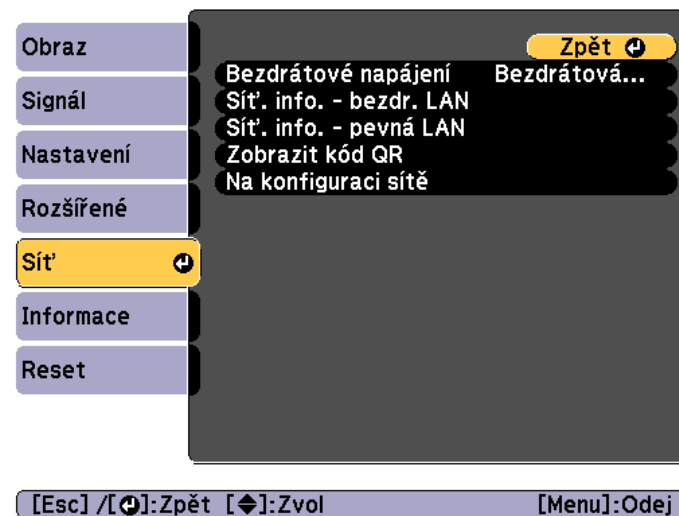 Obraz
Signál
Nastavení
Rozšířené
Síť
Informace
Reset
Zpět
Bezdrátové napájení Bezdrátová...
Síť. info. - bezdr. LAN
Síť. info. - pevná LAN
Zobrazit kód QR
Na konfiguraci sítě
[Esc] /[ ]:Zpět [ ]:Zvol [Menu]:Odej